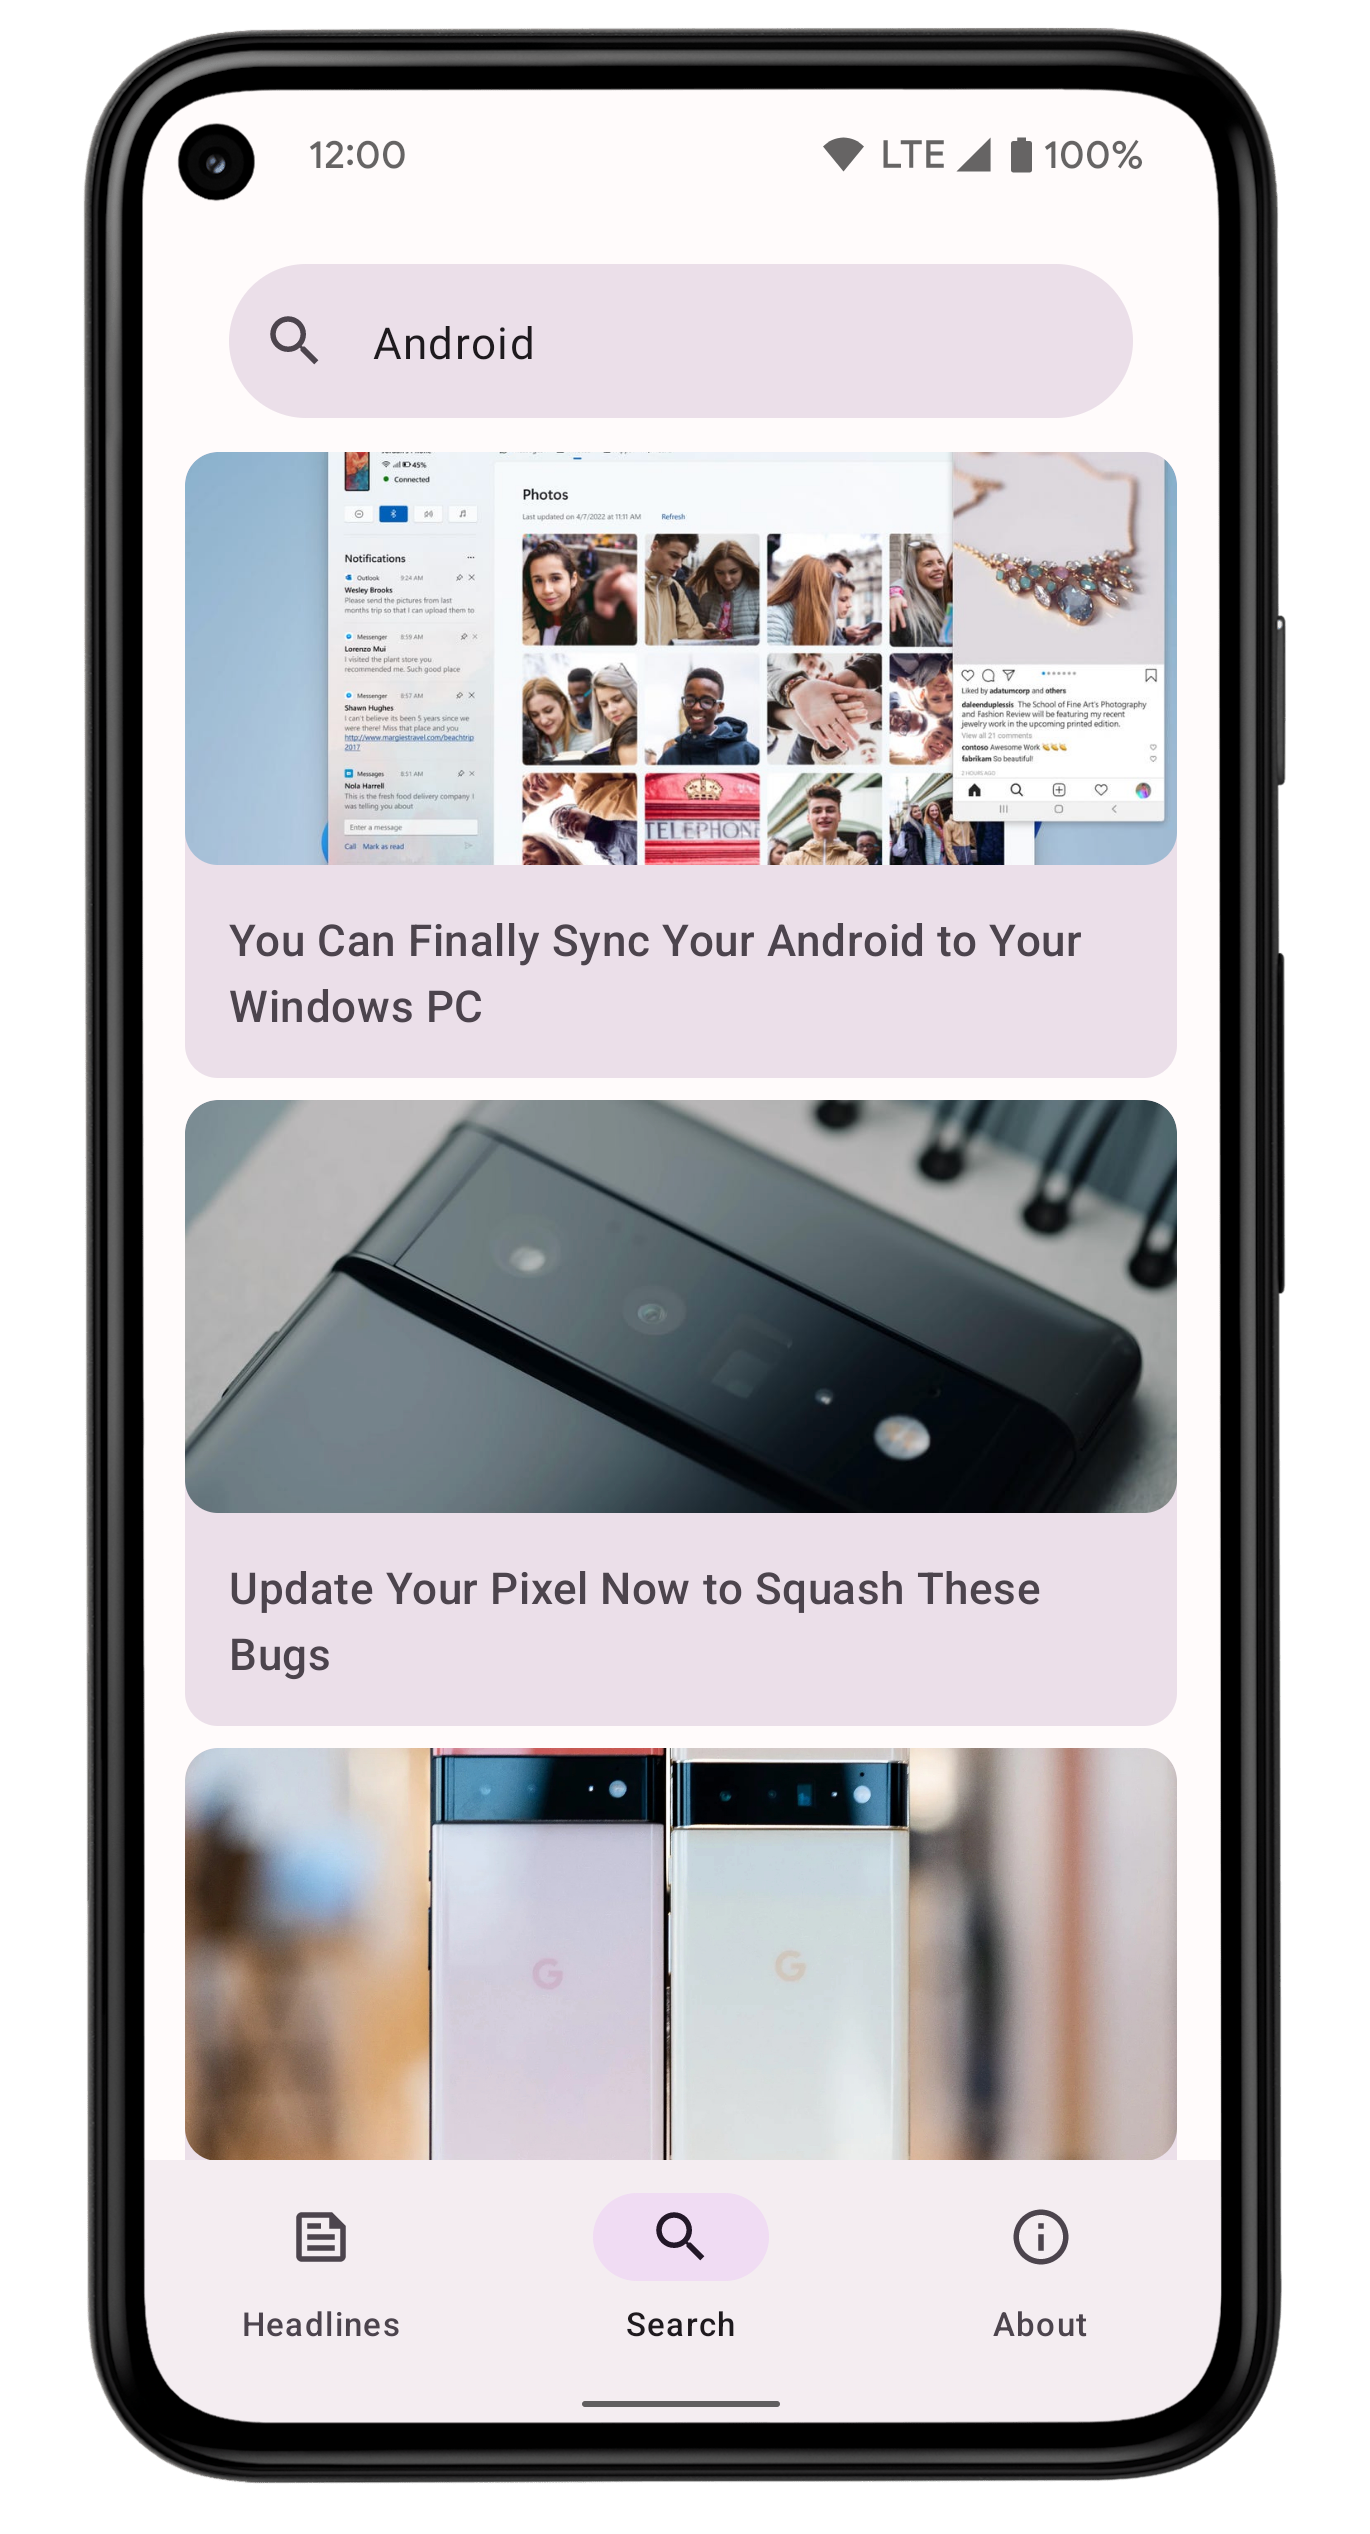 12:00
LTE
100%
Android
45%
Connected
Photos
Last updated on 4/7/2022 at 11:11 AM
Refresh
Notifications
Outlook 9:24 AM
Wesley Brooks
Please send the pictures from last
months trip so that I can upload them to
Messenger 8:59 AM
Lorenzo Mui
I visited the plant store you
recommended me. Such good place
Messenger 8:57 AM
Shawn Hughes
I can't believe its been 5 years since we
were there! Miss that place and you
http://www.margiestravel.com/beachtrip
2017
Messages 8:51 AM
Nola Harrell
This is the fresh food delivery company I
was telling you about
Enter a message
Call Mark as read
TELEPHONE
Liked by adatumcorp and others
daleenduplessis The School of Fine Art's Photography
and Fashion Review will be featuring my recent
jewelry work in the upcoming printed edition.
View all 21 comments
contoso Awesome Work 👏👏👏
fabrikam So beautiful!
2 HOURS AGO
You Can Finally Sync Your Android to Your
Windows PC
Update Your Pixel Now to Squash These
Bugs
G
G
Headlines
Search
About